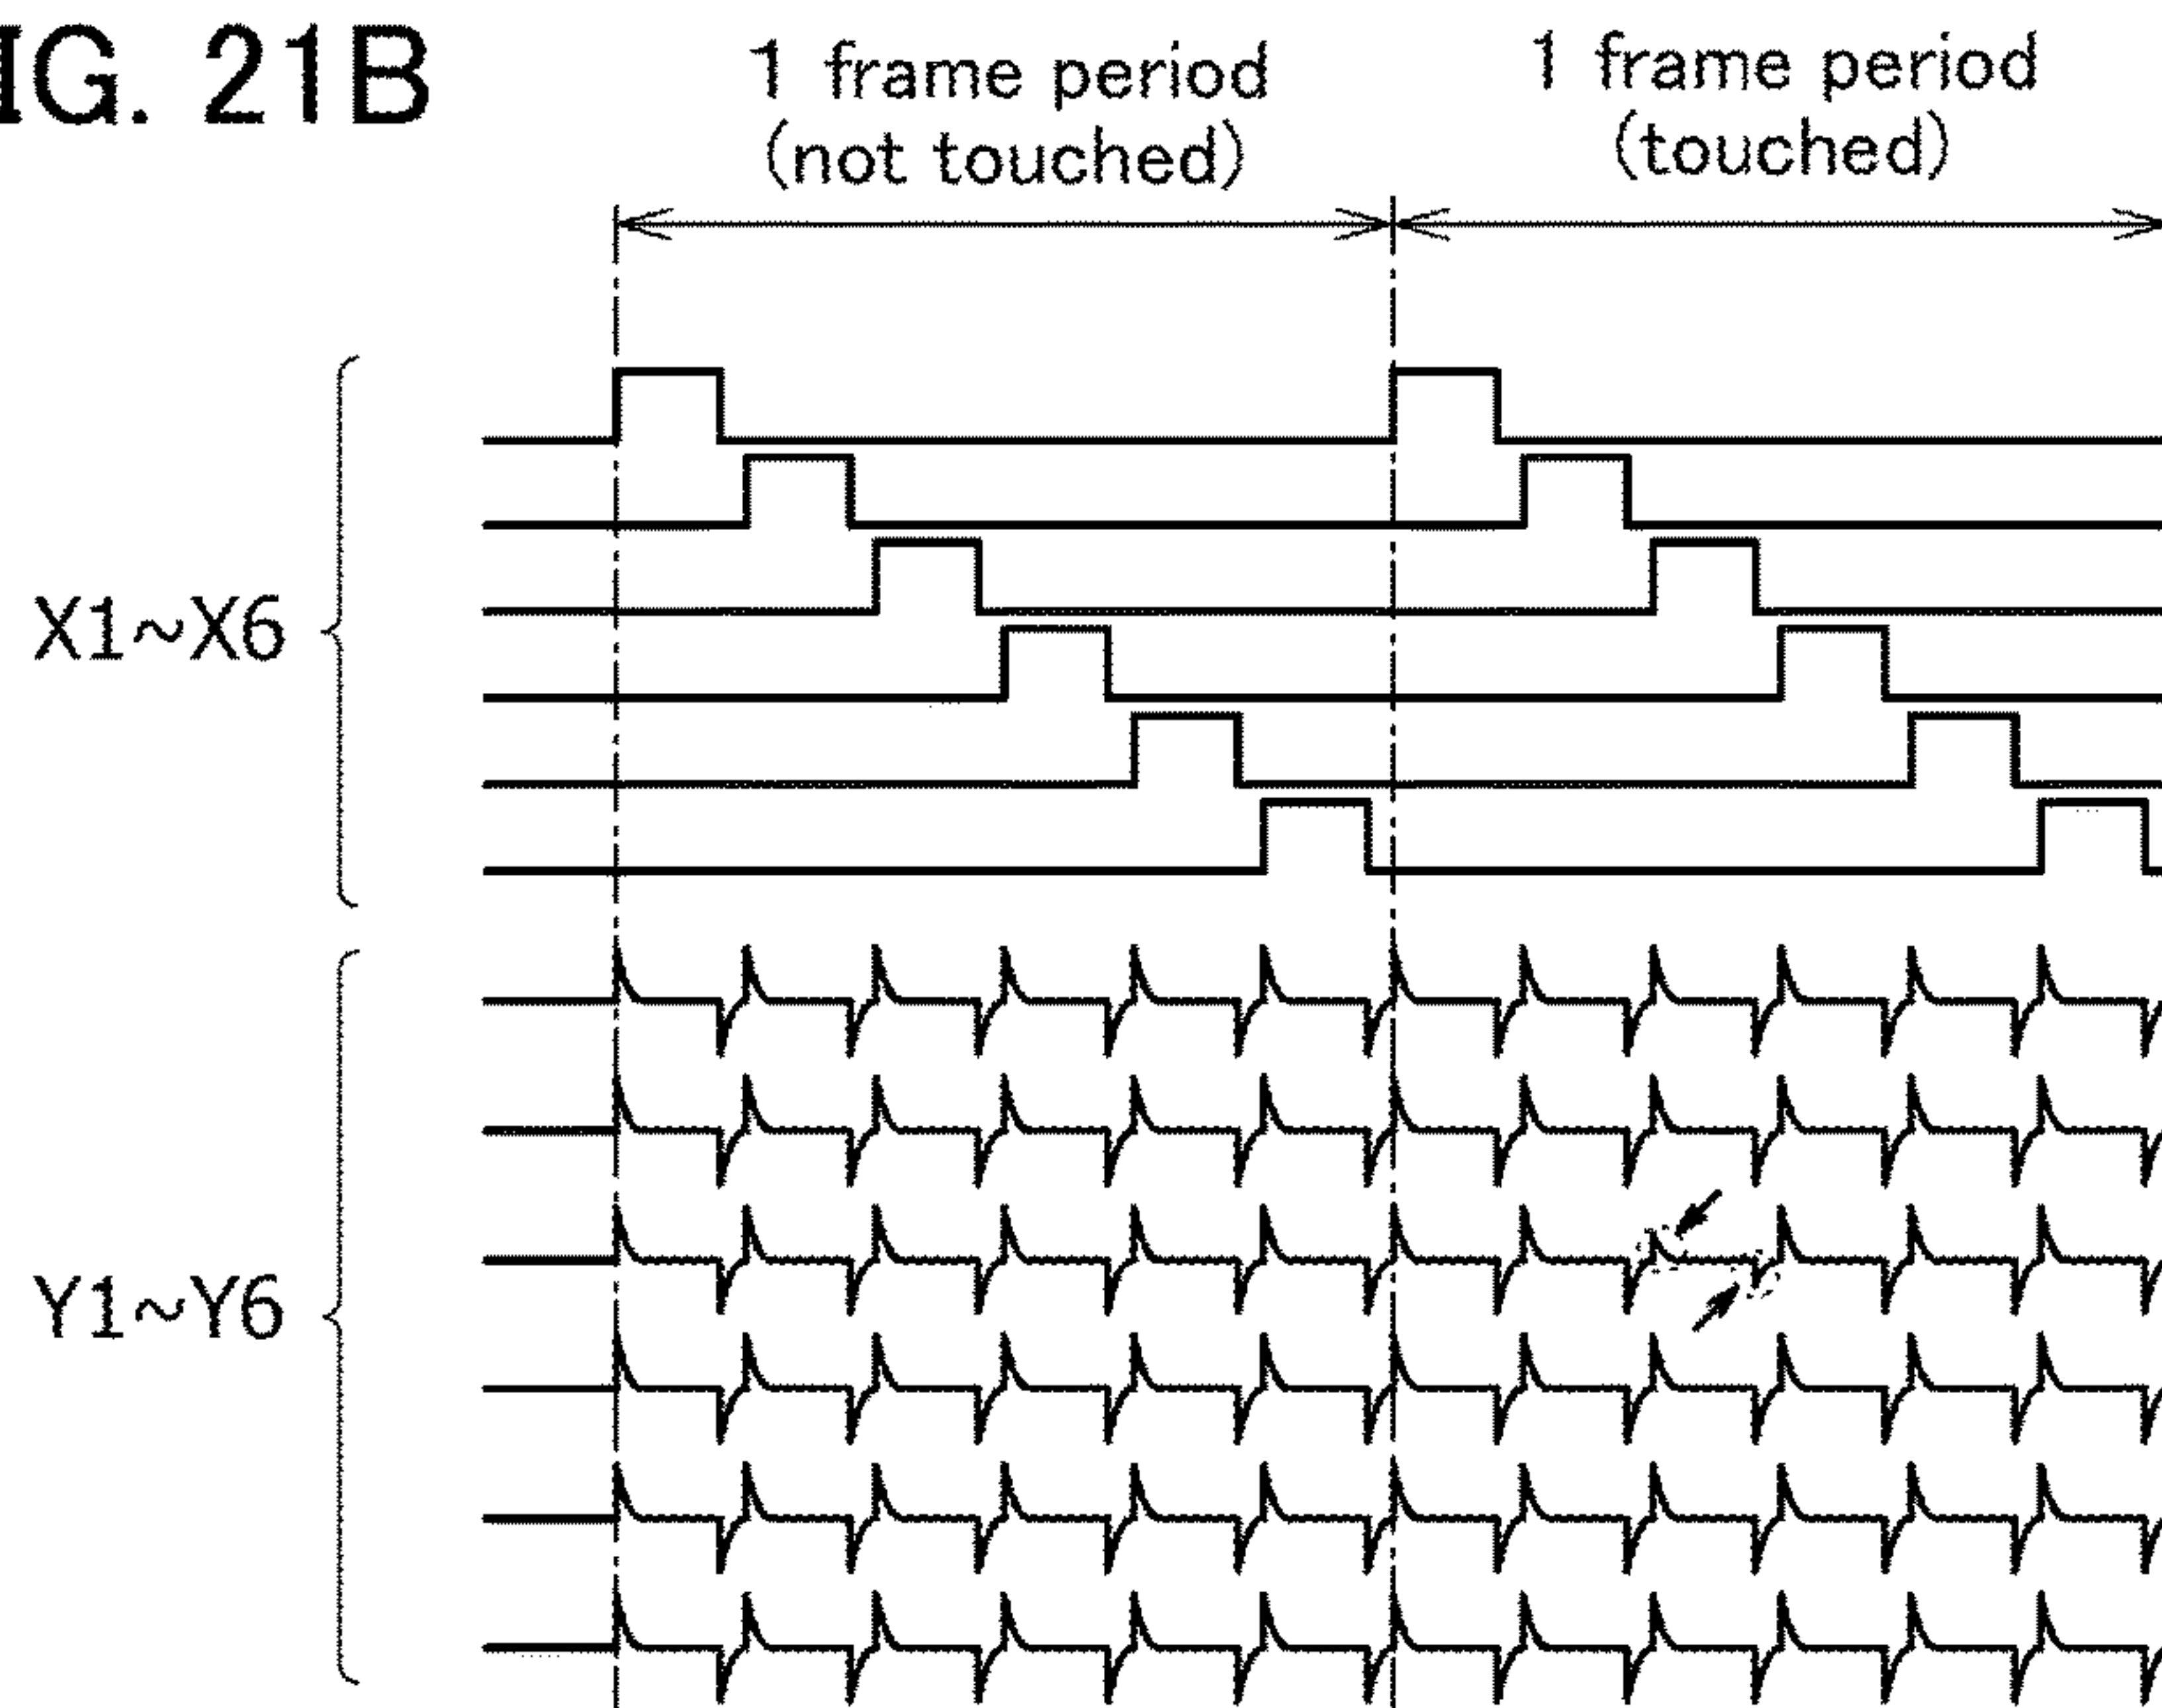 IG. 21B
1 frame period
(not touched)
1 frame period
(touched)
X1~X6
Y1~Y6